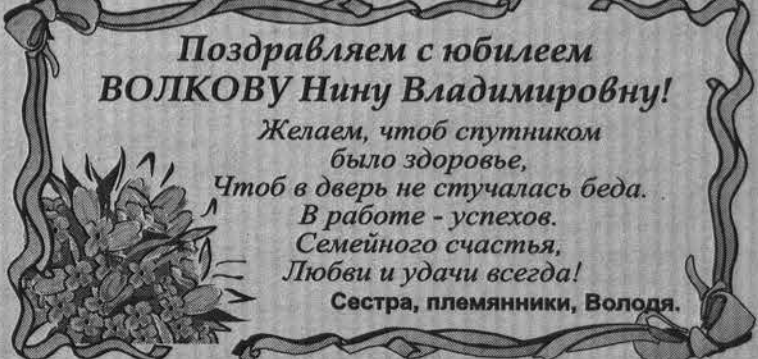 Поздравляем с юбилеем
ВОЛКОВУ Нину Владимировну!
Желаем, чтоб спутником
было здоровье,
Чтоб в дверь не стучалась беда.
В работе - успехов.
Семейного счастья,
Любви и удачи всегда!
Сестра, племянники, Володя.